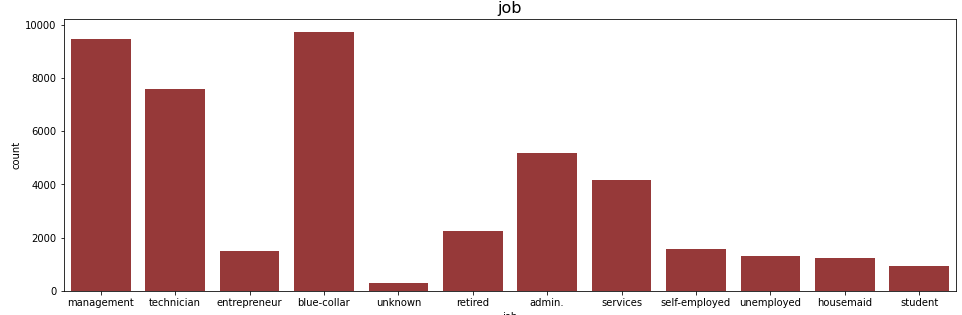 job
10000
8000
6000
4000
2000
0
count
management technician entrepreneur blue-collar unknown retired admin. services self-employed unemployed housemaid student
job